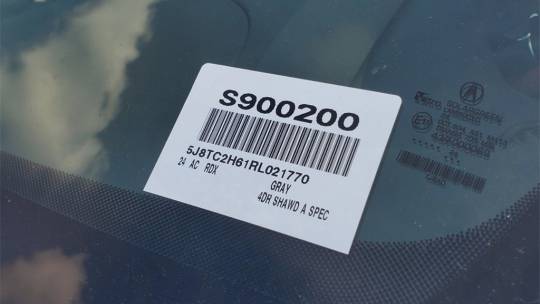 S900200
5J8TC2H61RL021770
24 AC RDX
GRAY
4DR SHAWD A SPEC